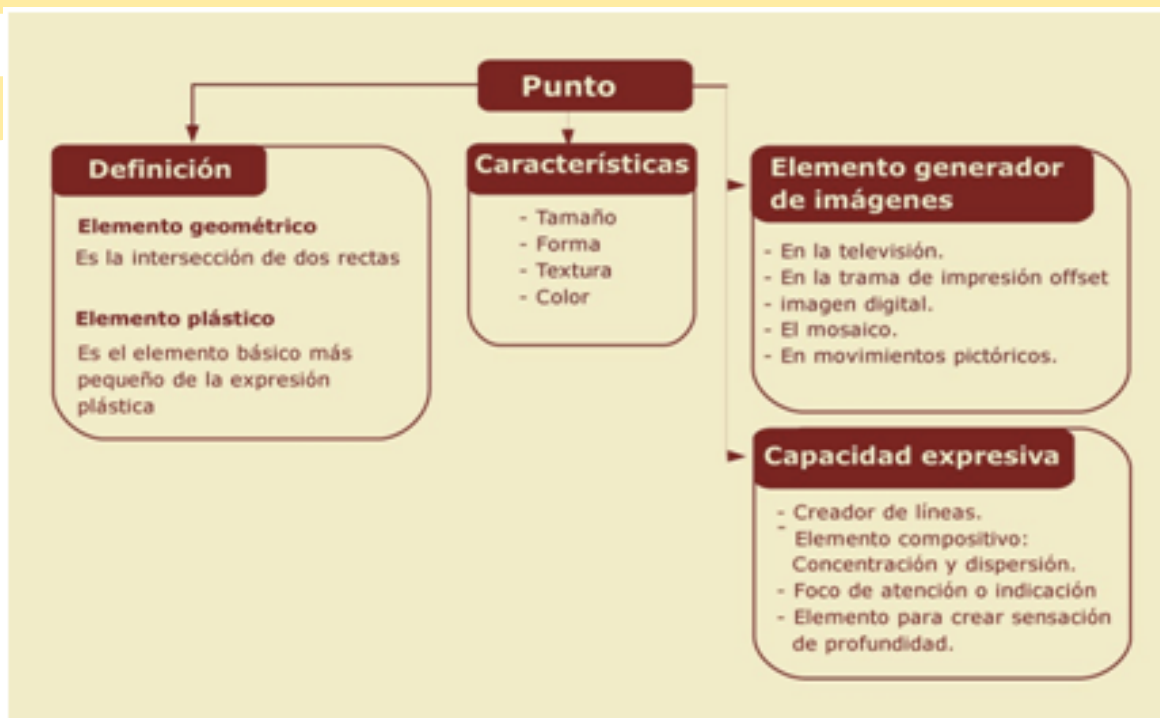 Punto
Definición
Elemento geométrico
Es la intersección de dos rectas
Elemento plástico
Es el elemento básico más
pequeño de la expresión
plástica
Características
- Tamaño
- Forma
- Textura
- Color
Elemento generador
de imágenes
- En la televisión.
- En la trama de impresión offset
- imagen digital.
- El mosaico.
- En movimientos pictóricos.
Capacidad expresiva
- Creador de líneas.
- Elemento compositivo:
Concentración y dispersión.
- Foco de atención o indicación
- Elemento para crear sensación
de profundidad.